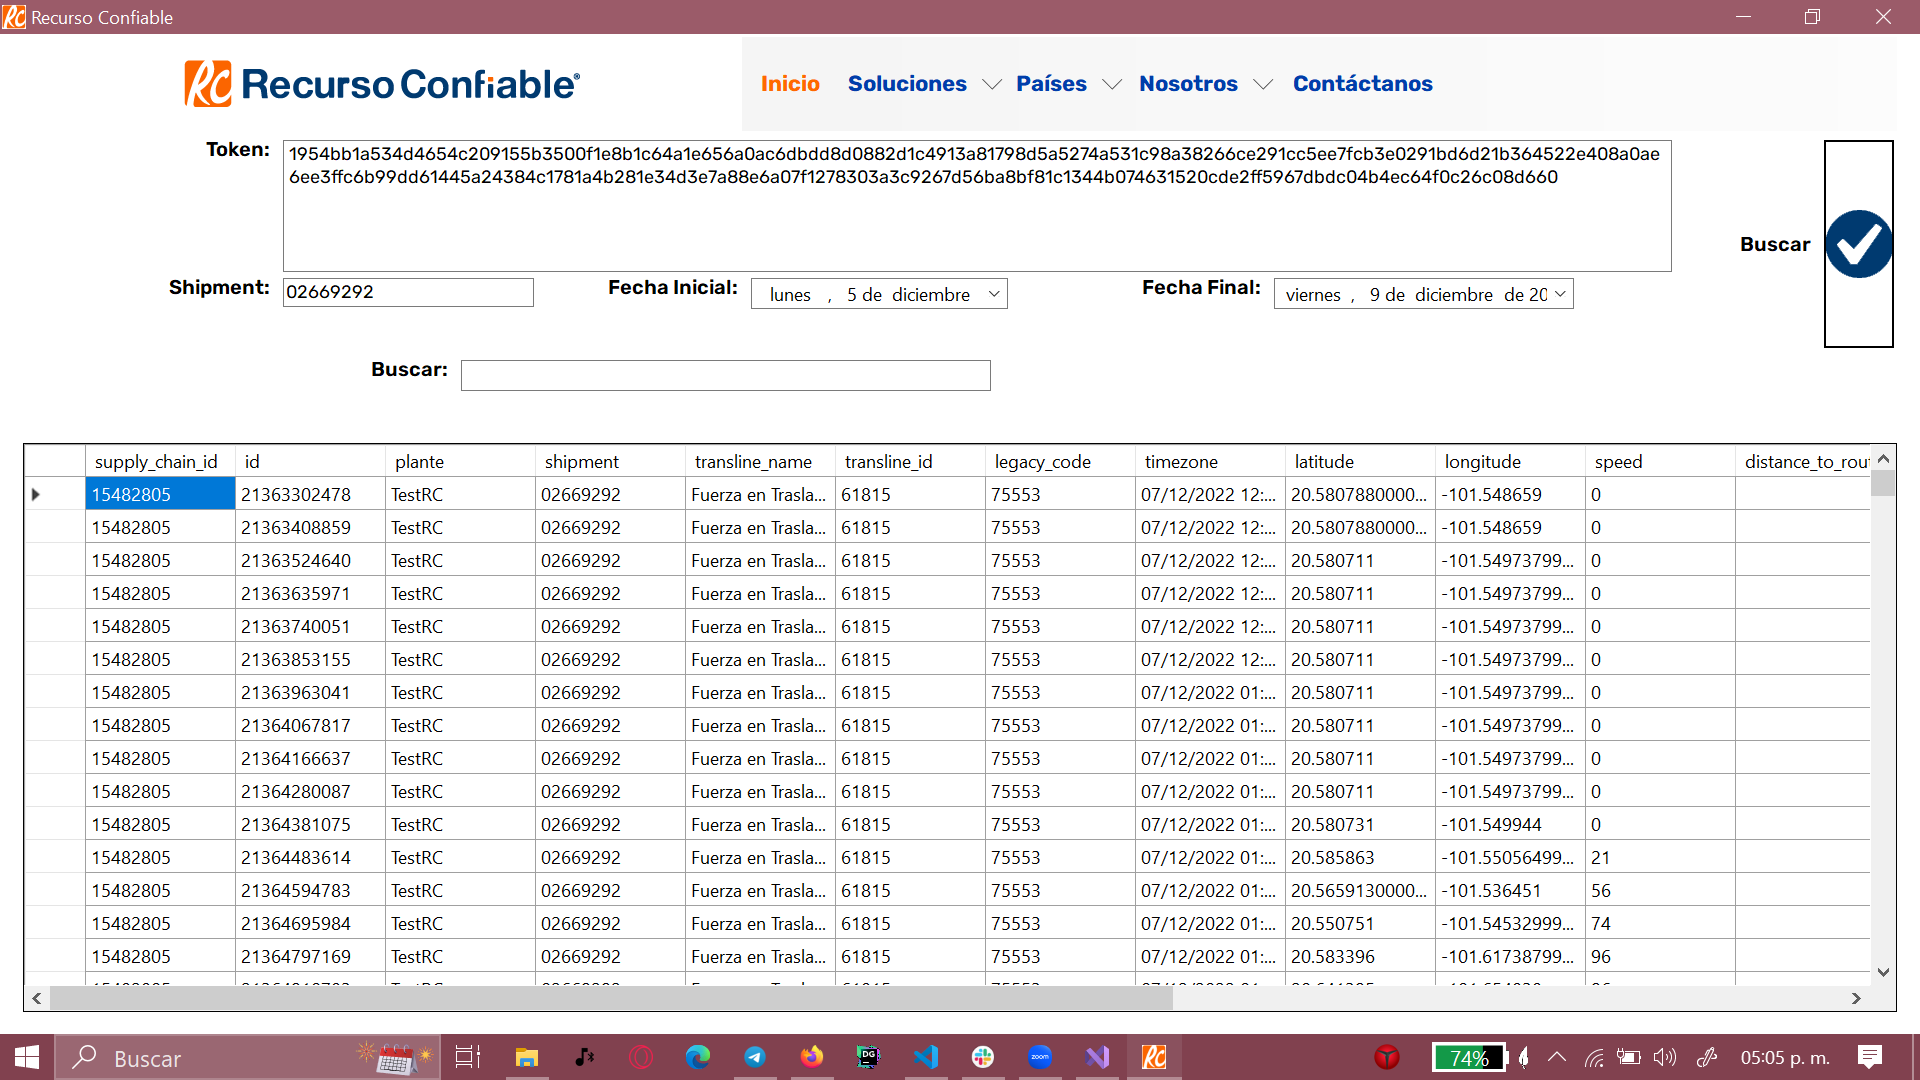 Recurso Confiable
RC Recurso Confiable®
Inicio Soluciones Países Nosotros Contáctanos
Token:
1954bb1a534d4654c209155b3500f1e8b1c64a1e656a0ac6dbdd8d0882d1c4913a81798d5a5274a531c98a38266ce291cc5ee7fcb3e0291bd6d21b364522e408a0ae
6ee3ffc6b99dd61445a24384c1781a4b281e34d3e7a88e6a07f1278303a3c9267d56ba8bf81c1344b074631520cde2ff5967dbdc04b4ec64f0c26c08d660
Buscar
Shipment: 02669292 Fecha Inicial: lunes , 5 de diciembre Fecha Final: viernes , 9 de diciembre de 20
Buscar:
supply_chain_id id plante shipment transline_name transline_id legacy_code timezone latitude longitude speed distance_to_rou
15482805 21363302478 TestRC 02669292 Fuerza en Trasla... 61815 75553 07/12/2022 12:... 20.5807880000... -101.548659 0
15482805 21363408859 TestRC 02669292 Fuerza en Trasla... 61815 75553 07/12/2022 12:... 20.5807880000... -101.548659 0
15482805 21363524640 TestRC 02669292 Fuerza en Trasla... 61815 75553 07/12/2022 12:... 20.580711 -101.54973799... 0
15482805 21363635971 TestRC 02669292 Fuerza en Trasla... 61815 75553 07/12/2022 12:... 20.580711 -101.54973799... 0
15482805 21363740051 TestRC 02669292 Fuerza en Trasla... 61815 75553 07/12/2022 12:... 20.580711 -101.54973799... 0
15482805 21363853155 TestRC 02669292 Fuerza en Trasla... 61815 75553 07/12/2022 12:... 20.580711 -101.54973799... 0
15482805 21363963041 TestRC 02669292 Fuerza en Trasla... 61815 75553 07/12/2022 01:... 20.580711 -101.54973799... 0
15482805 21364067817 TestRC 02669292 Fuerza en Trasla... 61815 75553 07/12/2022 01:... 20.580711 -101.54973799... 0
15482805 21364166637 TestRC 02669292 Fuerza en Trasla... 61815 75553 07/12/2022 01:... 20.580711 -101.54973799... 0
15482805 21364280087 TestRC 02669292 Fuerza en Trasla... 61815 75553 07/12/2022 01:... 20.580711 -101.54973799... 0
15482805 21364381075 TestRC 02669292 Fuerza en Trasla... 61815 75553 07/12/2022 01:... 20.580731 -101.549944 0
15482805 21364483614 TestRC 02669292 Fuerza en Trasla... 61815 75553 07/12/2022 01:... 20.585863 -101.55056499... 21
15482805 21364594783 TestRC 02669292 Fuerza en Trasla... 61815 75553 07/12/2022 01:... 20.5659130000... -101.536451 56
15482805 21364695984 TestRC 02669292 Fuerza en Trasla... 61815 75553 07/12/2022 01:... 20.550751 -101.54532999... 74
15482805 21364797169 TestRC 02669292 Fuerza en Trasla... 61815 75553 07/12/2022 01:... 20.583396 -101.61738799... 96
Buscar DG zoom RC 74% 05:05 p. m.